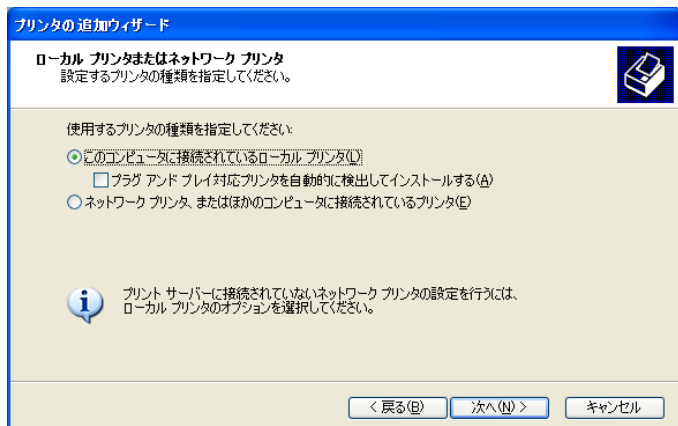 プリンタの追加ウィザード
ローカル プリンタまたはネットワーク プリンタ
設定するプリンタの種類を指定してください。
使用するプリンタの種類を指定してください:
このコンピュータに接続されているローカル プリンタ(L)
プラグ アンド プレイ対応プリンタを自動的に検出してインストールする(A)
ネットワーク プリンタ、またはほかのコンピュータに接続されているプリンタ(E)
プリント サーバーに接続されていないネットワーク プリンタの設定を行うには、
ローカル プリンタのオプションを選択してください。
< 戻る(B) 次へ(N) > キャンセル